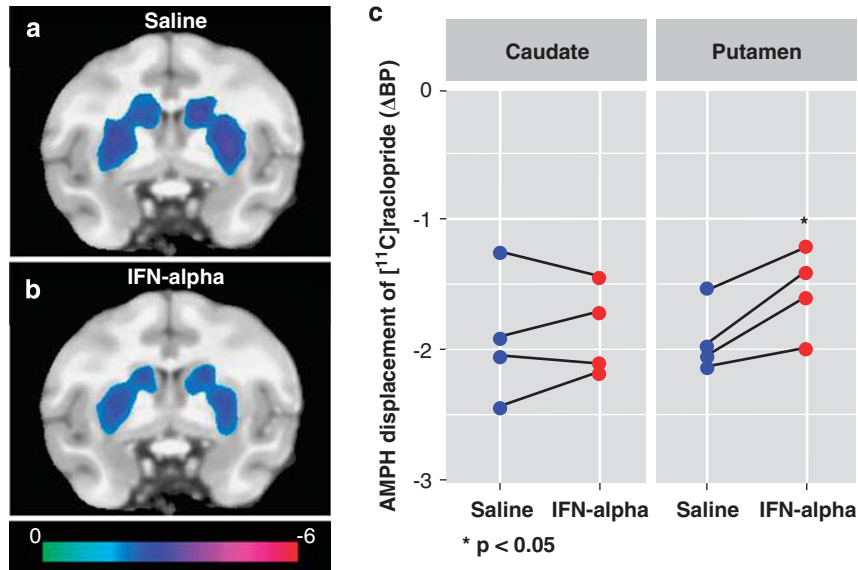 a
Saline
b
IFN-alpha
0
-6
c
Caudate
Putamen
AMPH displacement of [¹¹C]raclopride (ΔBP)
0
-1
-2
-3
*
Saline
IFN-alpha
Saline
IFN-alpha
* p < 0.05